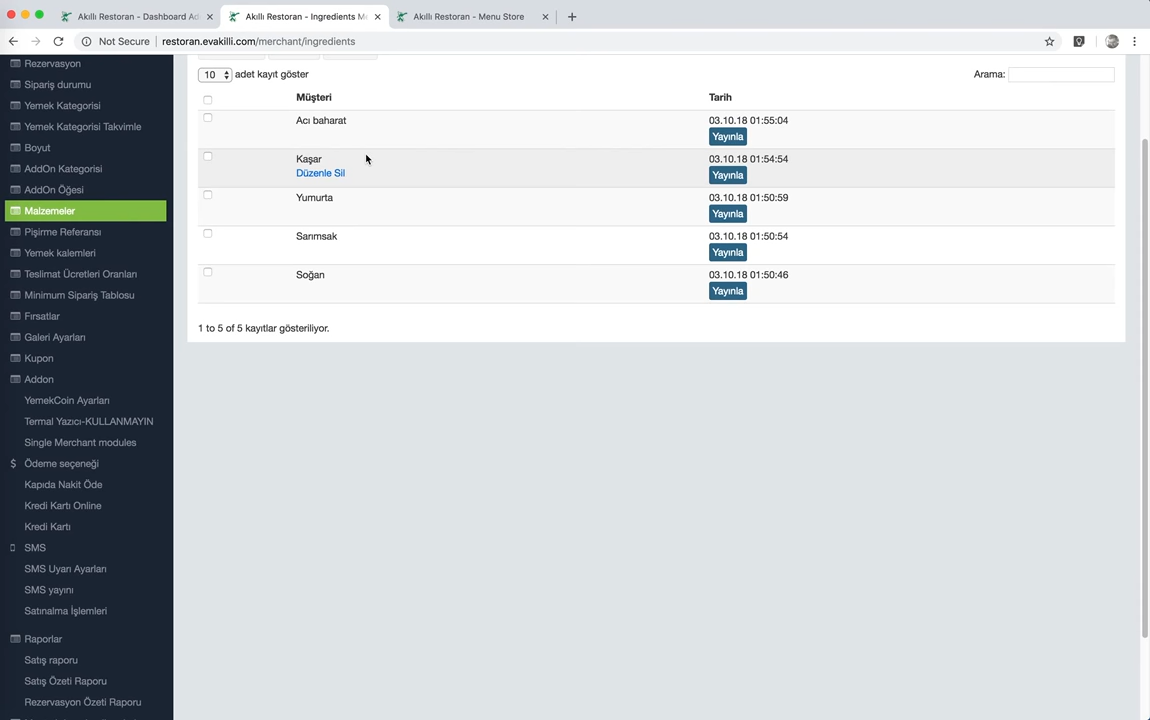 Akıllı Restoran - Dashboard Ad
Akıllı Restoran - Ingredients M
Akıllı Restoran - Menu Store
Not Secure
restoran.evakilli.com/merchant/ingredients
Rezervasyon
Sipariş durumu
Yemek Kategorisi
Yemek Kategorisi Takvimle
Boyut
AddOn Kategorisi
AddOn Öğesi
Malzemeler
Pişirme Referansı
Yemek kalemleri
Teslimat Ücretleri Oranları
Minimum Sipariş Tablosu
Fırsatlar
Galeri Ayarları
Kupon
Addon
YemekCoin Ayarları
Termal Yazıcı-KULLANMAYIN
Single Merchant modules
$ Ödeme seçeneği
Kapıda Nakit Öde
Kredi Kartı Online
Kredi Kartı
SMS
SMS Uyarı Ayarları
SMS yayını
Satınalma İşlemleri
Raporlar
Satış raporu
Satış Özeti Raporu
Rezervasyon Özeti Raporu
10 adet kayıt göster
Arama:
Müşteri Tarih
Acı baharat 03.10.18 01:55:04
Yayınla
Kaşar 03.10.18 01:54:54
Düzenle Sil Yayınla
Yumurta 03.10.18 01:50:59
Yayınla
Sarımsak 03.10.18 01:50:54
Yayınla
Soğan 03.10.18 01:50:46
Yayınla
1 to 5 of 5 kayıtlar gösteriliyor.